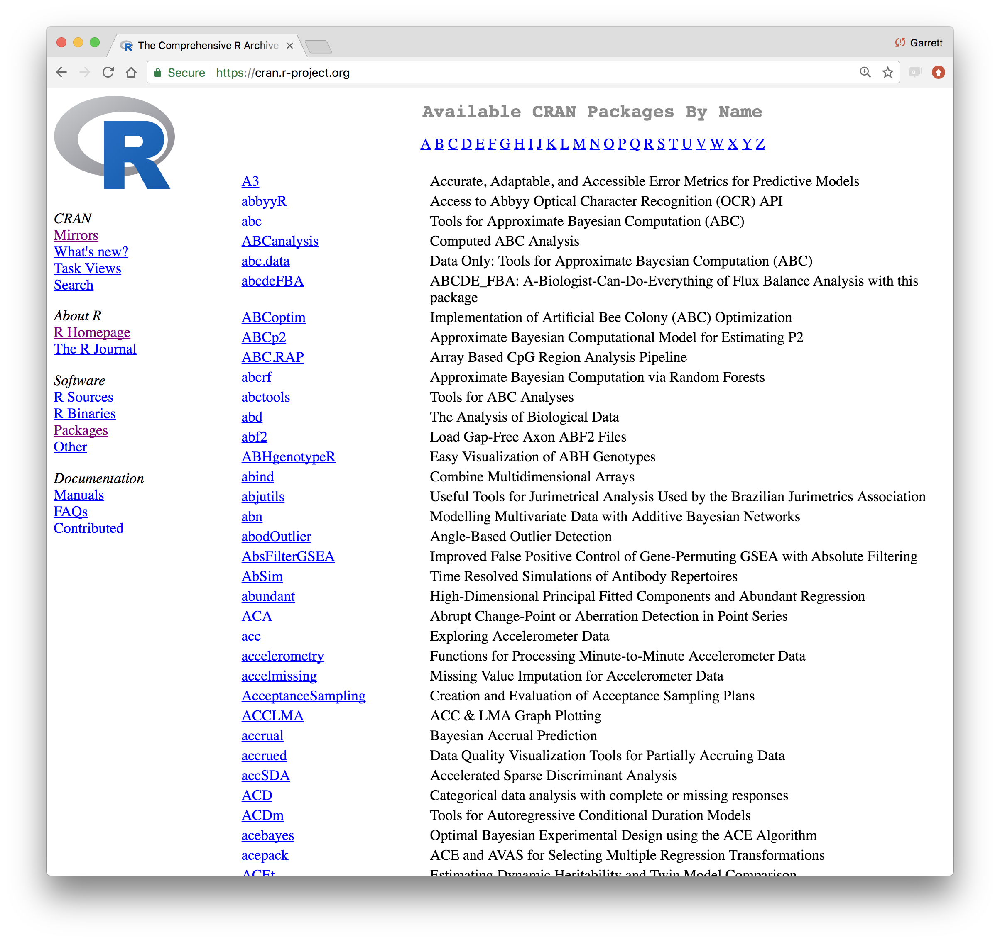 The Comprehensive R Archive
Garrett
Secure https://cran.r-project.org
R
Available CRAN Packages By Name
A B C D E F G H I J K L M N O P Q R S T U V W X Y Z
CRAN
Mirrors
What's new?
Task Views
Search
About R
R Homepage
The R Journal
Software
R Sources
R Binaries
Packages
Other
Documentation
Manuals
FAQs
Contributed
A3 Accurate, Adaptable, and Accessible Error Metrics for Predictive Models
abbyyR Access to Abbyy Optical Character Recognition (OCR) API
abc Tools for Approximate Bayesian Computation (ABC)
ABCanalysis Computed ABC Analysis
abc.data Data Only: Tools for Approximate Bayesian Computation (ABC)
abcdeFBA ABCDE_FBA: A-Biologist-Can-Do-Everything of Flux Balance Analysis with this
package
ABCoptim Implementation of Artificial Bee Colony (ABC) Optimization
ABCp2 Approximate Bayesian Computational Model for Estimating P2
ABC.RAP Array Based CpG Region Analysis Pipeline
abcrf Approximate Bayesian Computation via Random Forests
abctools Tools for ABC Analyses
abd The Analysis of Biological Data
abf2 Load Gap-Free Axon ABF2 Files
ABHgenotypeR Easy Visualization of ABH Genotypes
abind Combine Multidimensional Arrays
abjutils Useful Tools for Jurimetrical Analysis Used by the Brazilian Jurimetrics Association
abn Modelling Multivariate Data with Additive Bayesian Networks
abodOutlier Angle-Based Outlier Detection
AbsFilterGSEA Improved False Positive Control of Gene-Permuting GSEA with Absolute Filtering
AbSim Time Resolved Simulations of Antibody Repertoires
abundant High-Dimensional Principal Fitted Components and Abundant Regression
ACA Abrupt Change-Point or Aberration Detection in Point Series
acc Exploring Accelerometer Data
accelerometry Functions for Processing Minute-to-Minute Accelerometer Data
accelmissing Missing Value Imputation for Accelerometer Data
AcceptanceSampling Creation and Evaluation of Acceptance Sampling Plans
ACCLMA ACC & LMA Graph Plotting
accrual Bayesian Accrual Prediction
accrued Data Quality Visualization Tools for Partially Accruing Data
accSDA Accelerated Sparse Discriminant Analysis
ACD Categorical data analysis with complete or missing responses
ACDm Tools for Autoregressive Conditional Duration Models
acebayes Optimal Bayesian Experimental Design using the ACE Algorithm
acepack ACE and AVAS for Selecting Multiple Regression Transformations
ACEt Estimating Dynamic Heritability and Twin Model Comparison